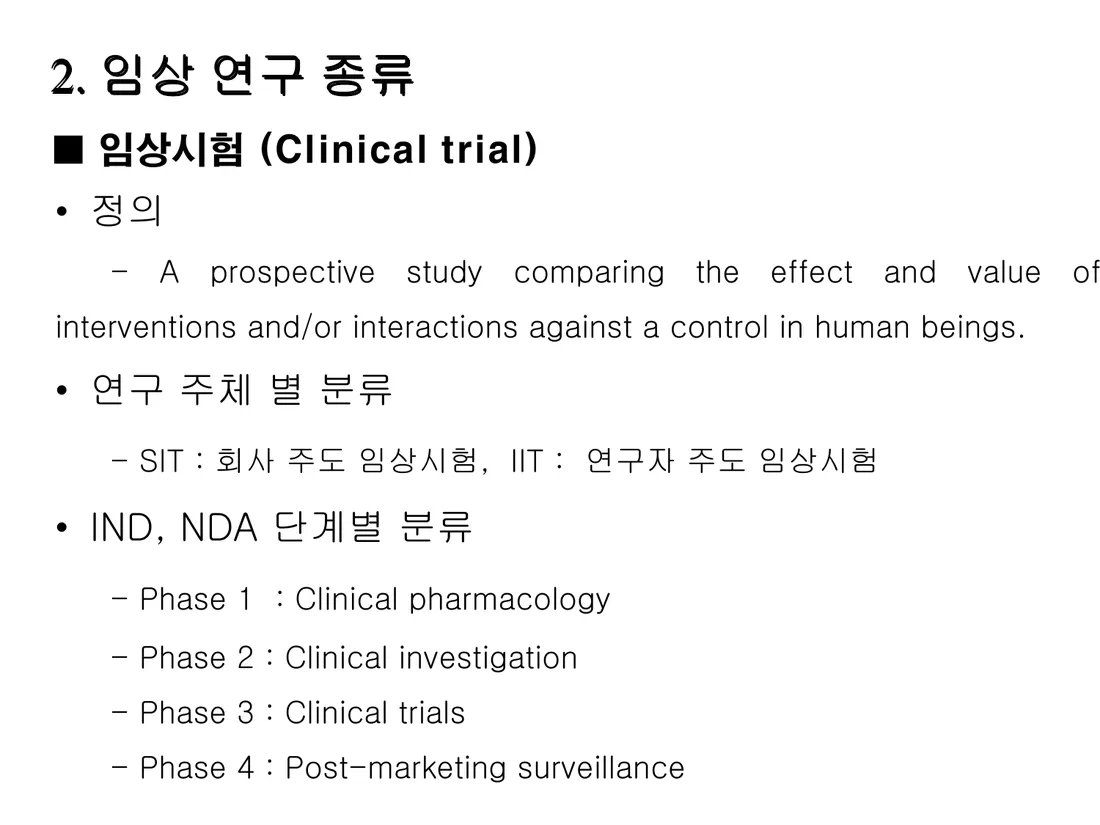 2. 임상 연구 종류
■ 임상시험 (Clinical trial)
• 정의
- A prospective study comparing the effect and value of
interventions and/or interactions against a control in human beings.
• 연구 주체 별 분류
- SIT : 회사 주도 임상시험, IIT : 연구자 주도 임상시험
• IND, NDA 단계별 분류
- Phase 1 : Clinical pharmacology
- Phase 2 : Clinical investigation
- Phase 3 : Clinical trials
- Phase 4 : Post-marketing surveillance